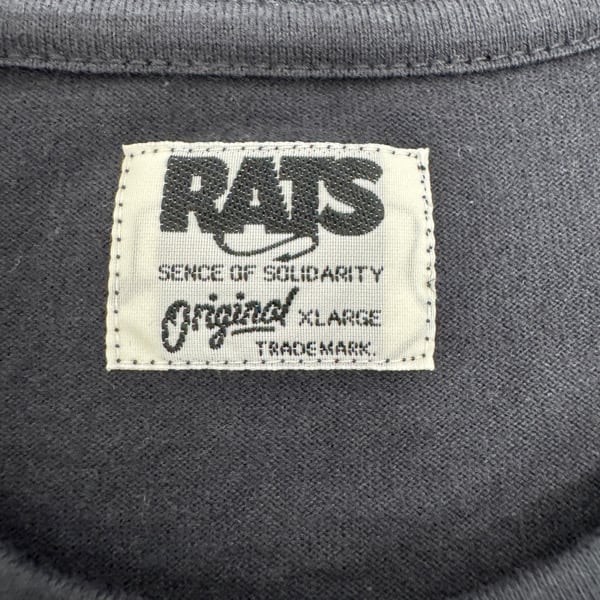 RATS
SENCE OF SOLIDARITY
Original XLARGE
TRADEMARK.